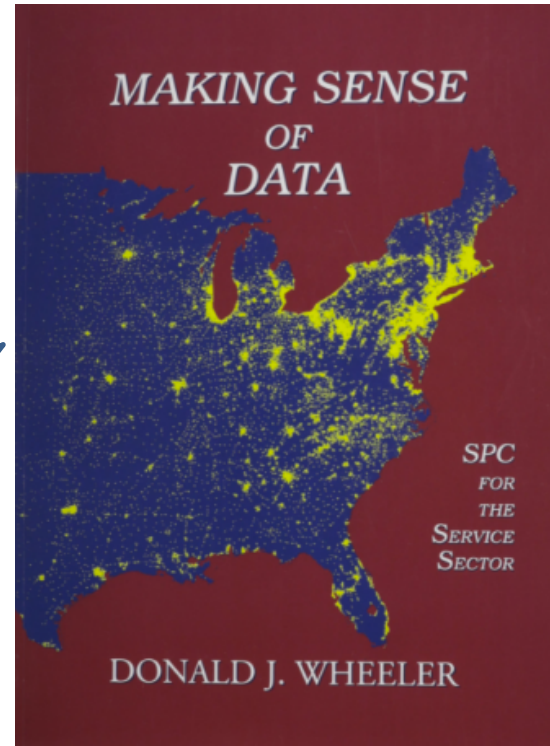 MAKING SENSE
OF
DATA
SPC
FOR
THE
SERVICE
SECTOR
DONALD J. WHEELER